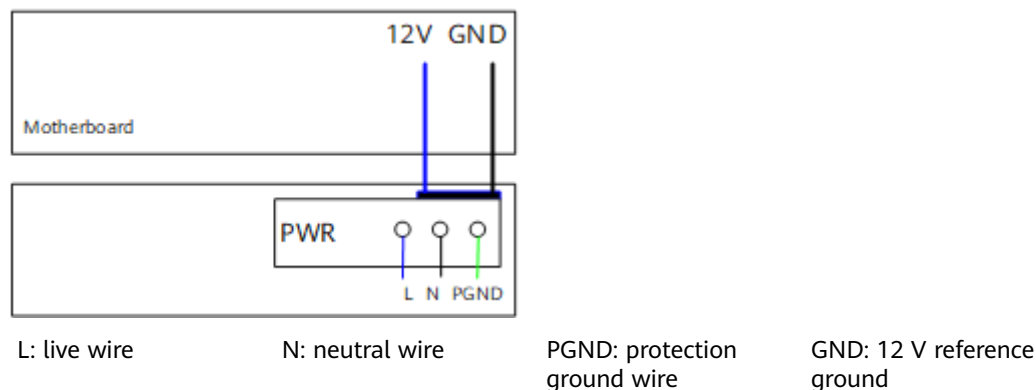 12V GND
Motherboard
PWR
L N PGND
L: live wire N: neutral wire PGND: protection ground wire GND: 12 V reference ground